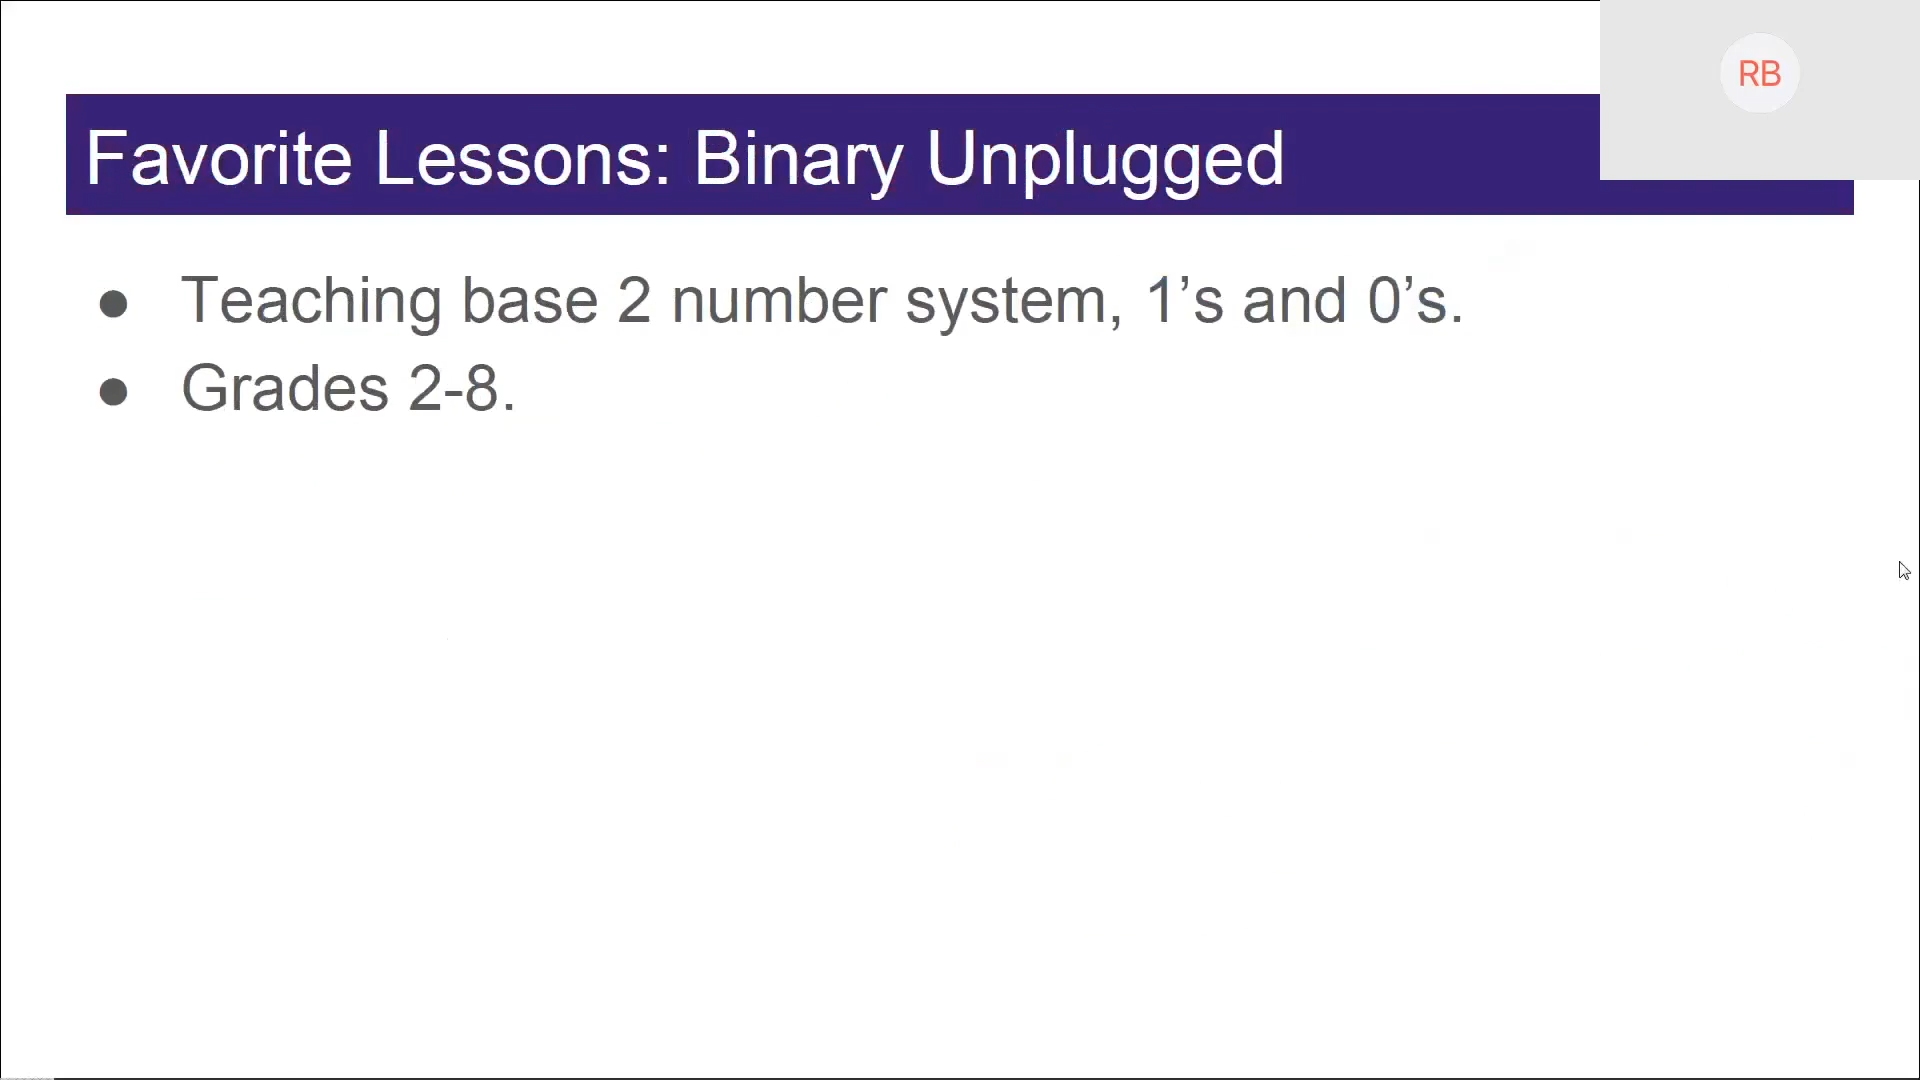 RB
Favorite Lessons: Binary Unplugged
● Teaching base 2 number system, 1’s and 0’s.
● Grades 2-8.